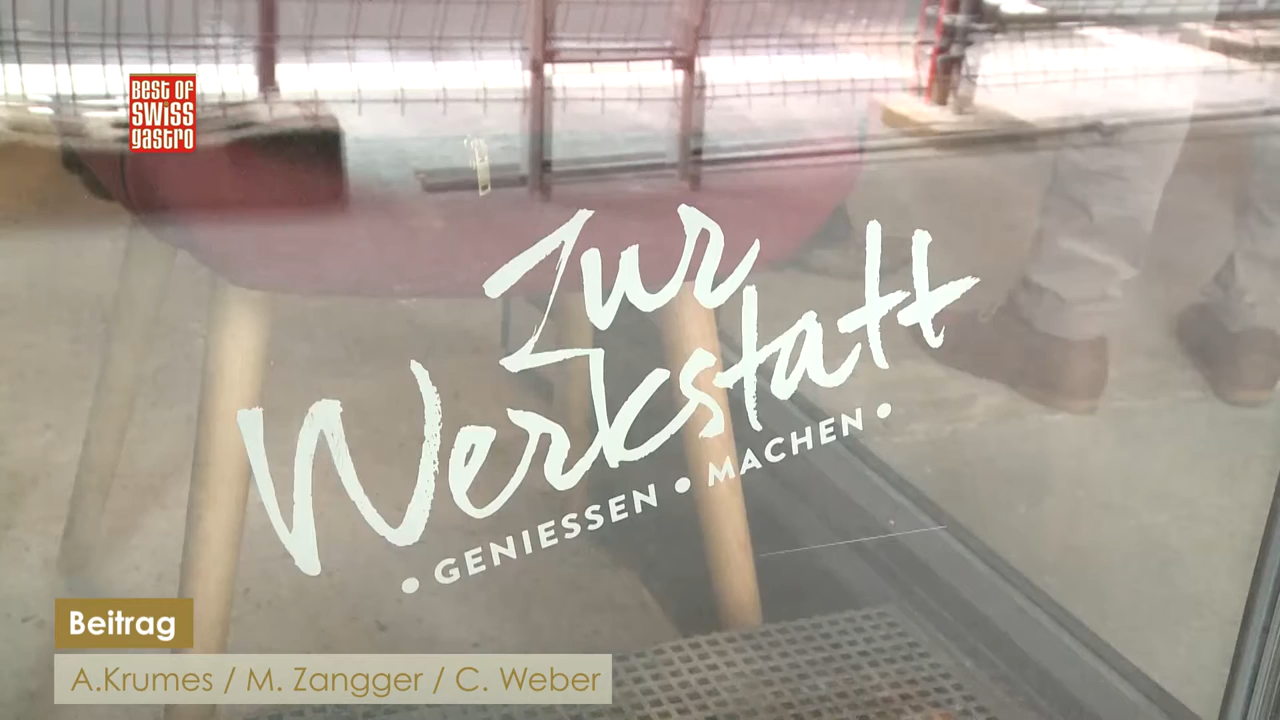 BEST OF
SWiSS
gastro
Zur
Werkstatt
• GENIESSEN • MACHEN •
Beitrag
A.Krumes / M. Zangger / C. Weber